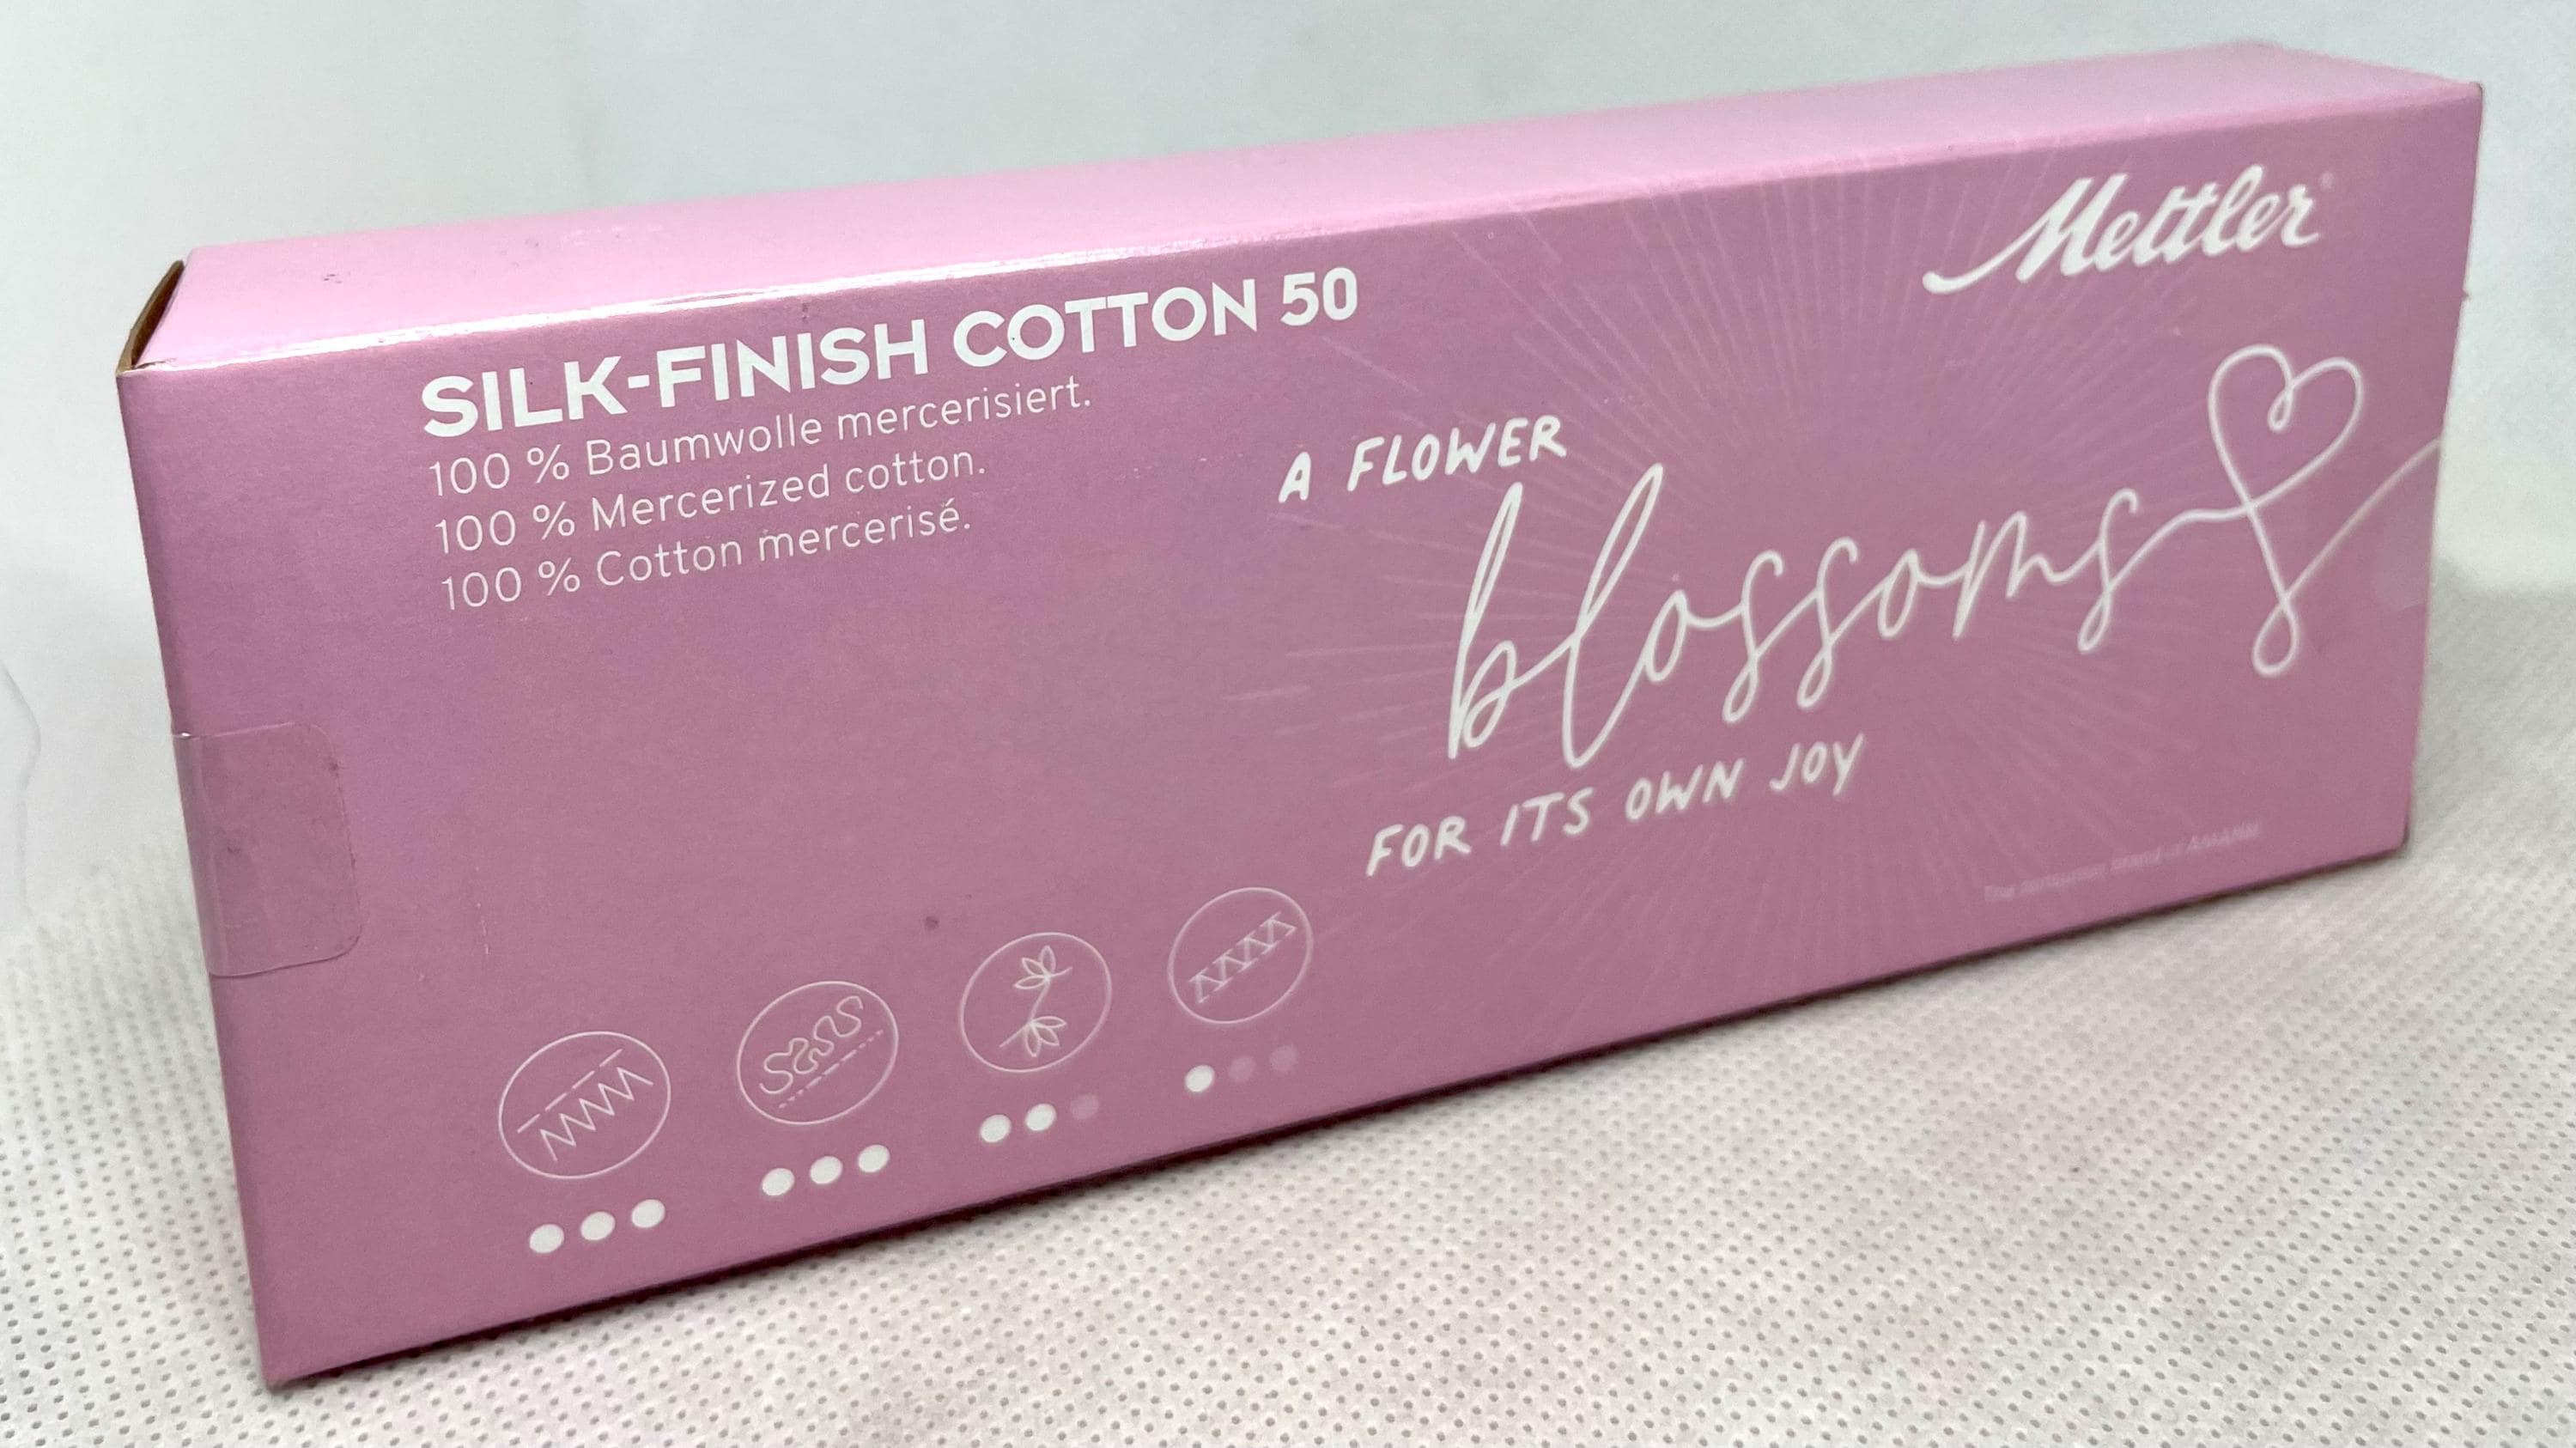 SILK-FINISH COTTON 50
100 % Baumwolle mercerisiert.
100 % Mercerized cotton.
100 % Cotton mercerisé.
Mettler
A FLOWER
blossoms
FOR ITS OWN JOY